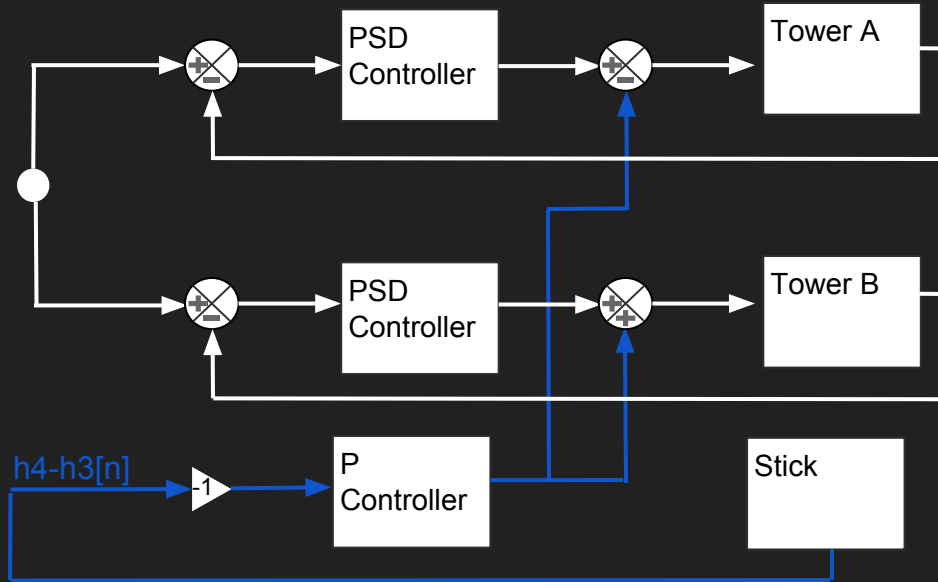 PSD
Controller
Tower A
+
−
+
−
PSD
Controller
Tower B
+
−
+
+
h4-h3[n]
-1
P
Controller
Stick